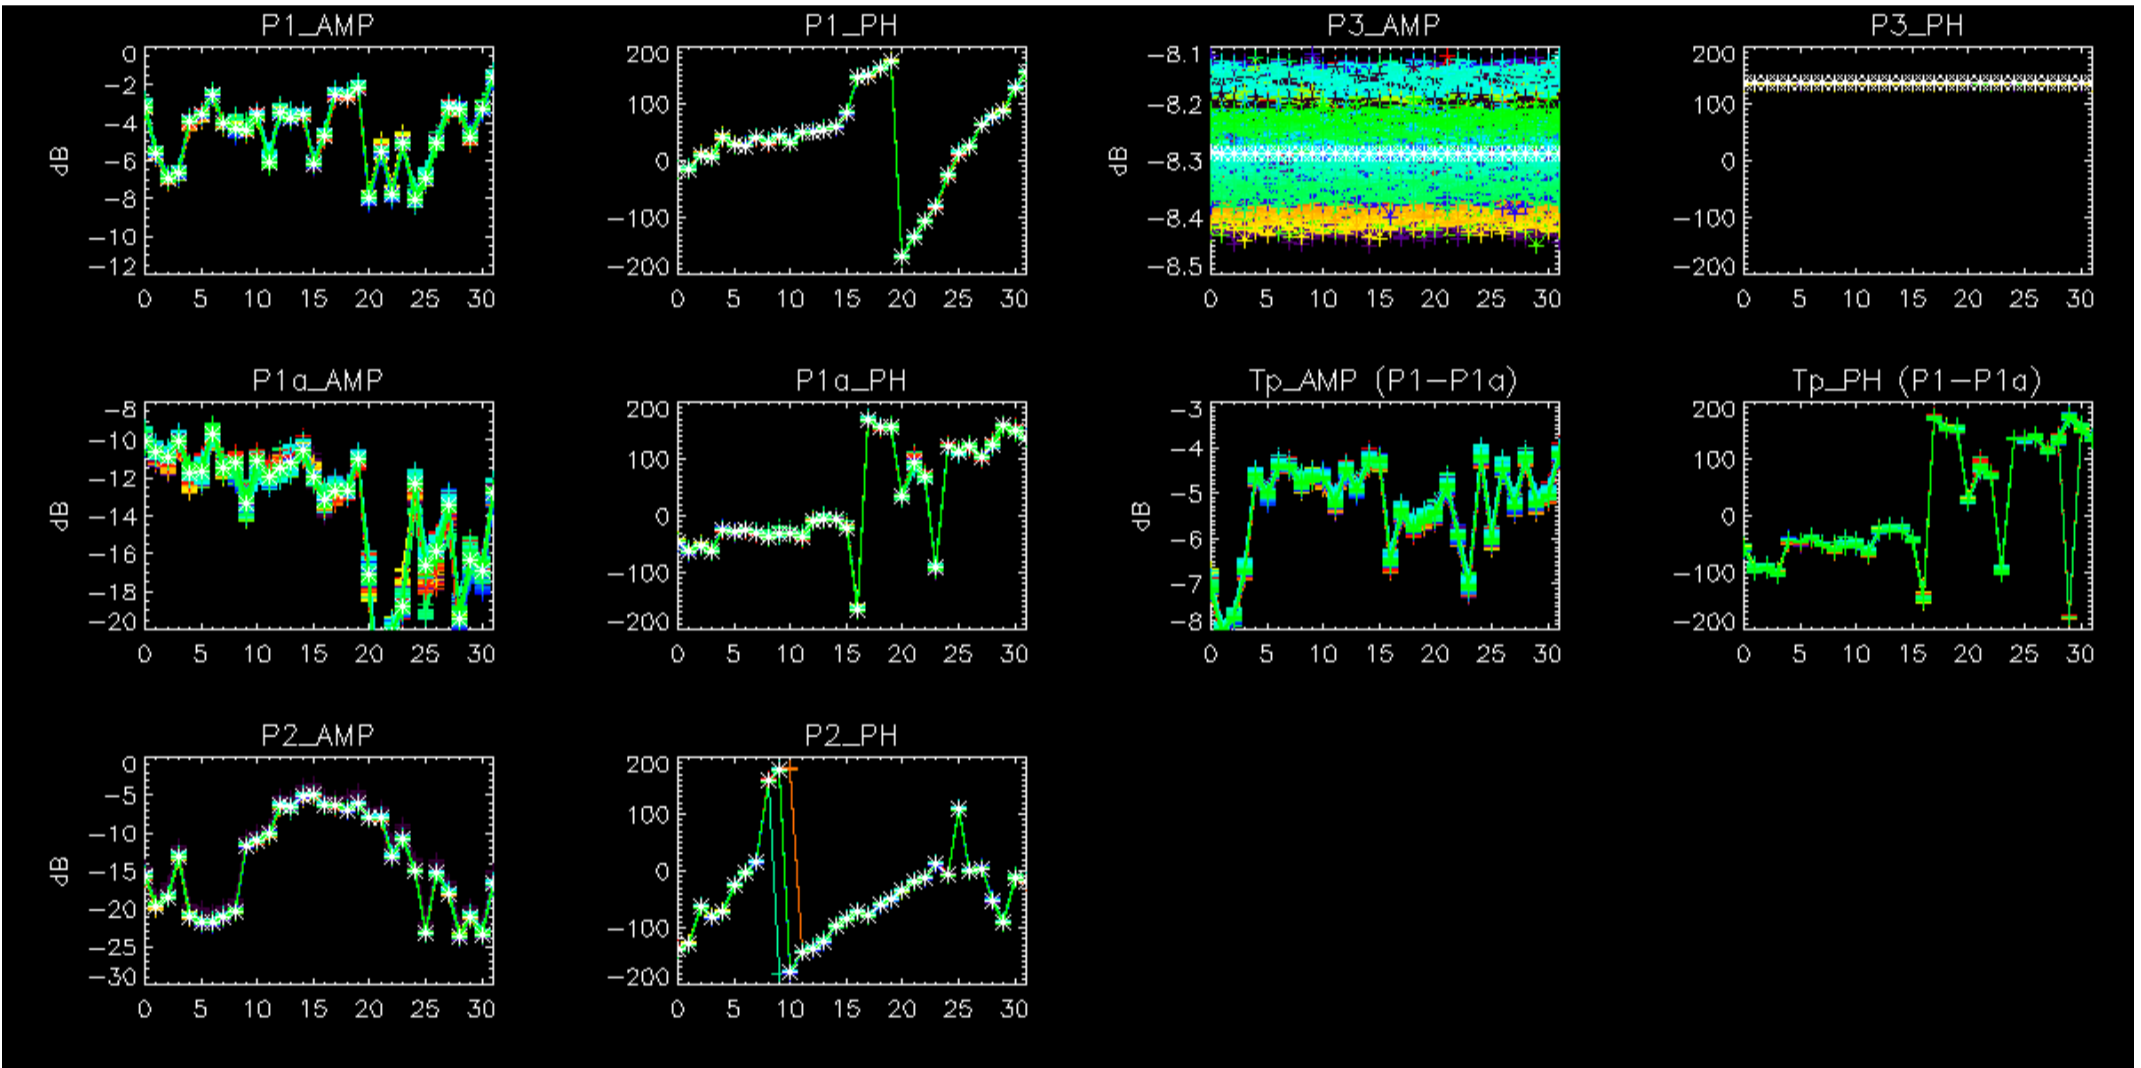 P1_AMP
0
-2
-4
-6
-8
-10
-12
dB
0 5 10 15 20 25 30
P1_PH
200
100
0
-100
-200
0 5 10 15 20 25 30
P3_AMP
-8.1
-8.2
-8.3
-8.4
-8.5
dB
0 5 10 15 20 25 30
P3_PH
200
100
0
-100
-200
0 5 10 15 20 25 30
P1a_AMP
-8
-10
-12
-14
-16
-18
-20
dB
0 5 10 15 20 25 30
P1a_PH
200
100
0
-100
-200
0 5 10 15 20 25 30
Tp_AMP (P1-P1a)
-3
-4
-5
-6
-7
-8
dB
0 5 10 15 20 25 30
Tp_PH (P1-P1a)
200
100
0
-100
-200
0 5 10 15 20 25 30
P2_AMP
0
-5
-10
-15
-20
-25
-30
dB
0 5 10 15 20 25 30
P2_PH
200
100
0
-100
-200
0 5 10 15 20 25 30